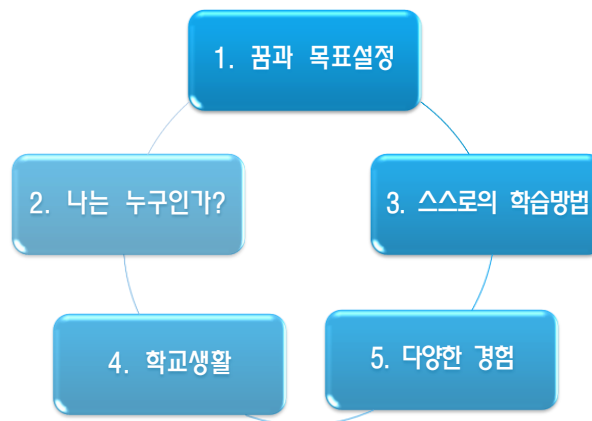 1. 꿈과 목표설정
2. 나는 누구인가?
3. 스스로의 학습방법
4. 학교생활
5. 다양한 경험